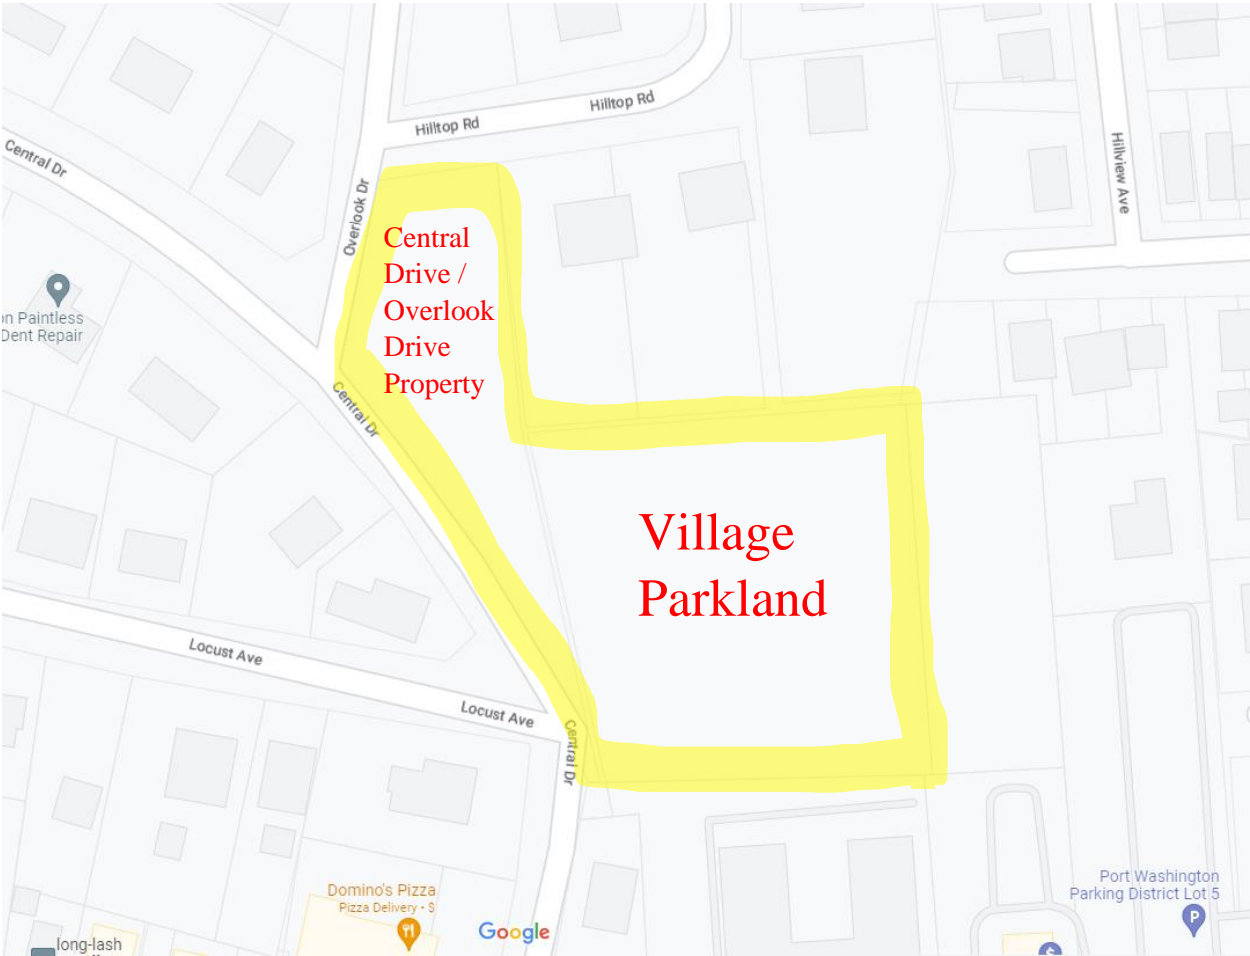 Hilltop Rd
Hilltop Rd
Central Dr
Hillview Ave
Overlook Dr
Central
Drive /
Overlook
Drive
Property
on Paintless
Dent Repair
Central Dr
Village
Parkland
Locust Ave
Locust Ave
Central Dr
Port Washington
Parking District Lot 5
P
Domino's Pizza
Pizza Delivery • $
Google
long-lash
$